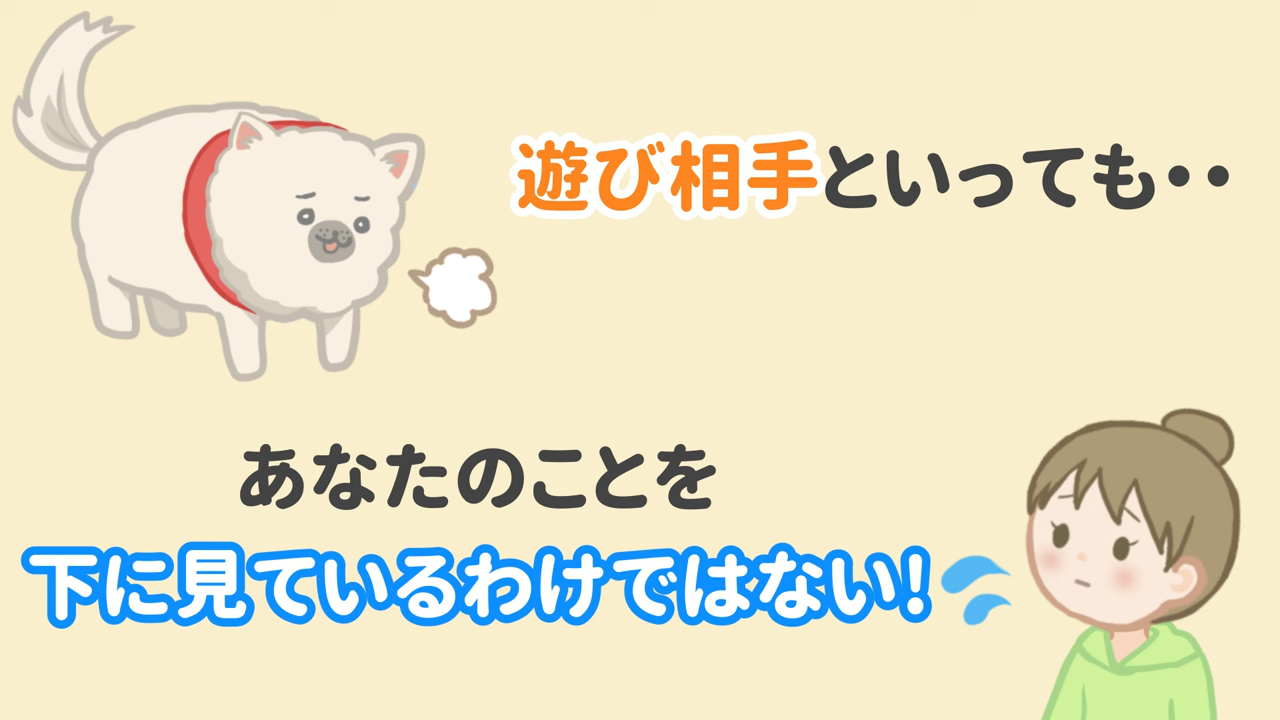 遊び相手といっても‥
あなたのことを
下に見ているわけではない!